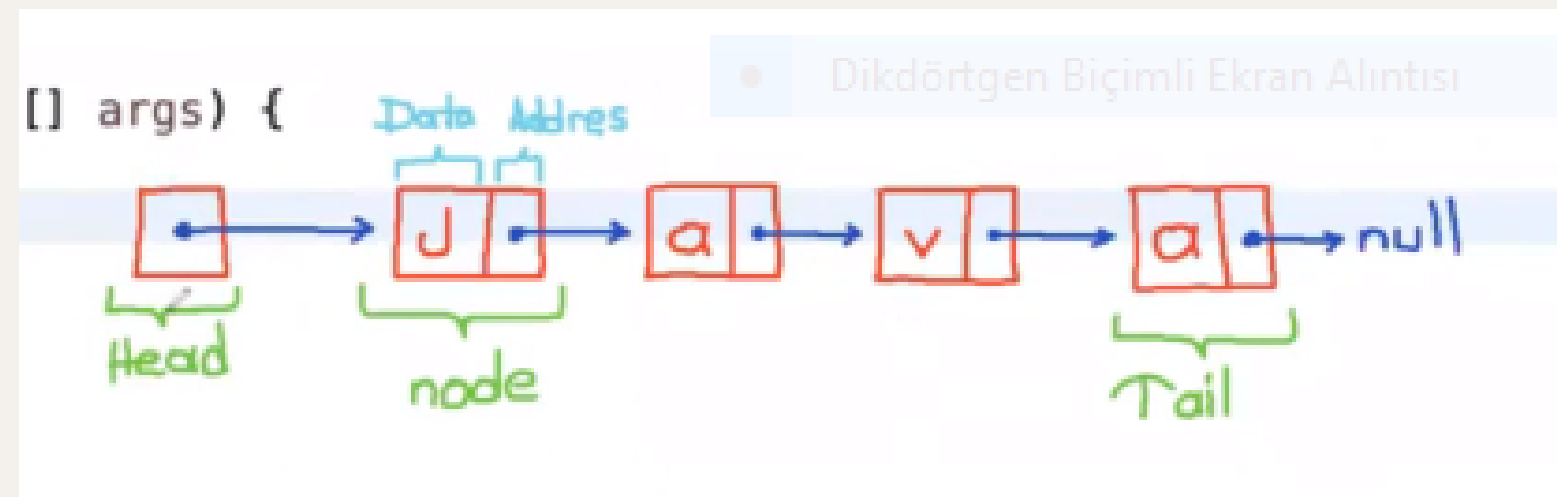 Dikdörtgen Biçimli Ekran Alıntısı
[] args) {
Data Addres
J a v a null
Head node Tail